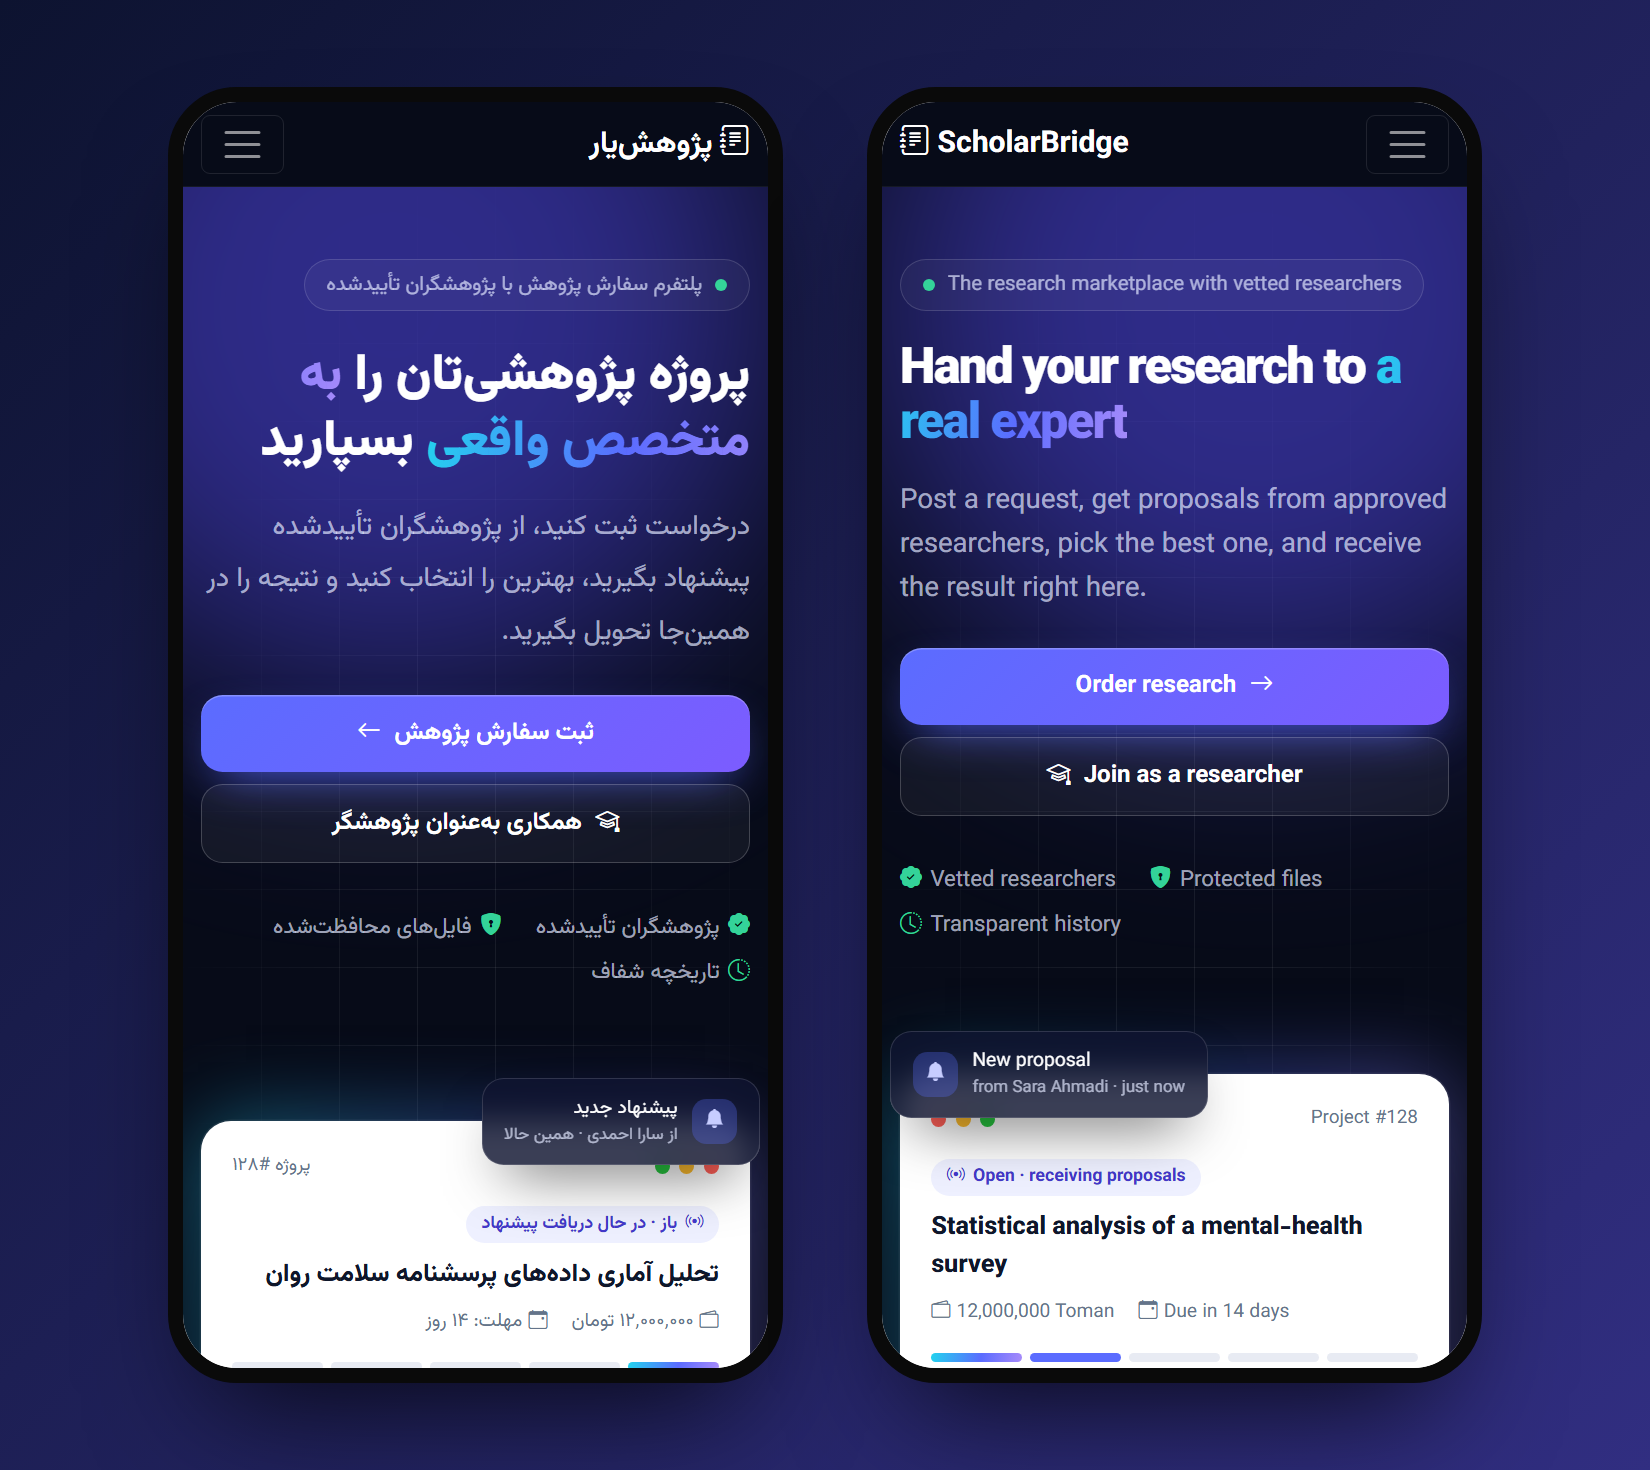 پژوهش‌یار
پلتفرم سفارش پژوهش با پژوهشگران تأییدشده
پروژه پژوهشی‌تان را به
متخصص واقعی بسپارید
درخواست ثبت کنید، از پژوهشگران تأییدشده
پیشنهاد بگیرید، بهترین را انتخاب کنید و نتیجه را در
همین‌جا تحویل بگیرید.
ثبت سفارش پژوهش ←
همکاری به‌عنوان پژوهشگر
پژوهشگران تأییدشده فایل‌های محافظت‌شده
تاریخچه شفاف
پیشنهاد جدید
از سارا احمدی · همین حالا
پروژه #۱۲۸
باز · در حال دریافت پیشنهاد
تحلیل آماری داده‌های پرسشنامه سلامت روان
۱۲,۰۰۰,۰۰۰ تومان مهلت: ۱۴ روز
ScholarBridge
The research marketplace with vetted researchers
Hand your research to a
real expert
Post a request, get proposals from approved
researchers, pick the best one, and receive
the result right here.
Order research →
Join as a researcher
Vetted researchers Protected files
Transparent history
New proposal
from Sara Ahmadi · just now
Project #128
Open · receiving proposals
Statistical analysis of a mental-health
survey
12,000,000 Toman Due in 14 days